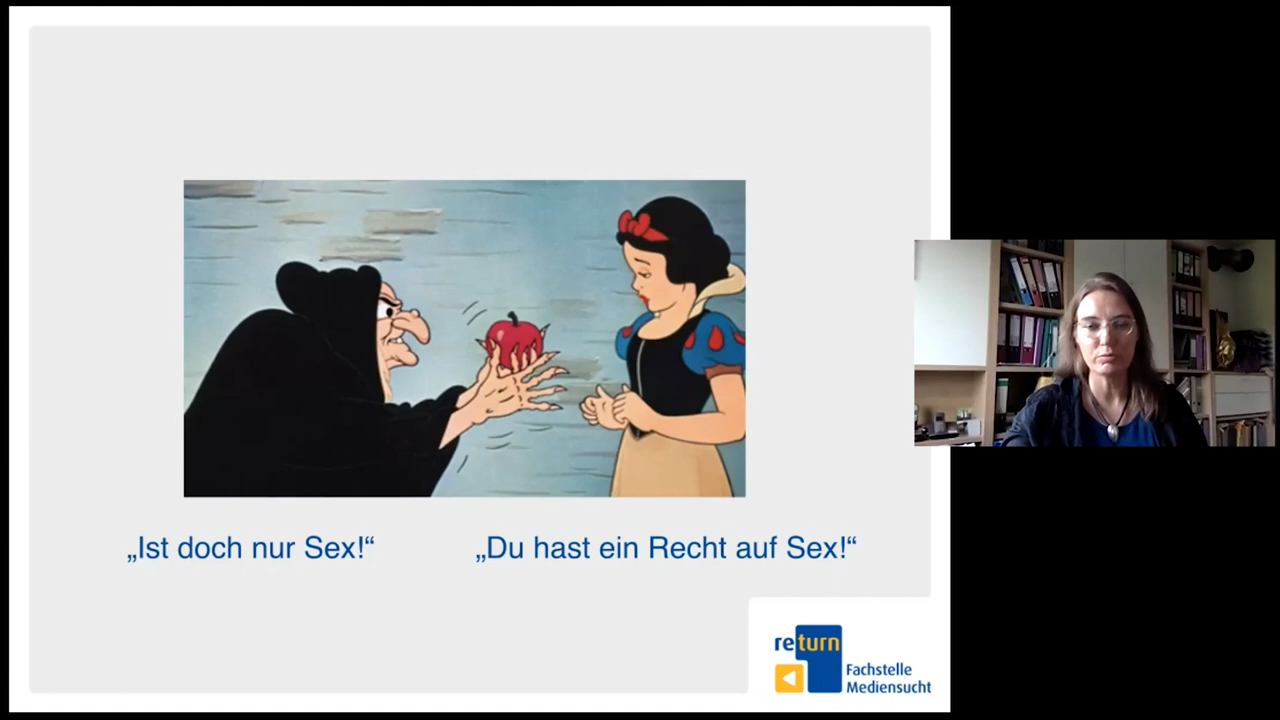 „Ist doch nur Sex!“
„Du hast ein Recht auf Sex!“
return
Fachstelle
Mediensucht